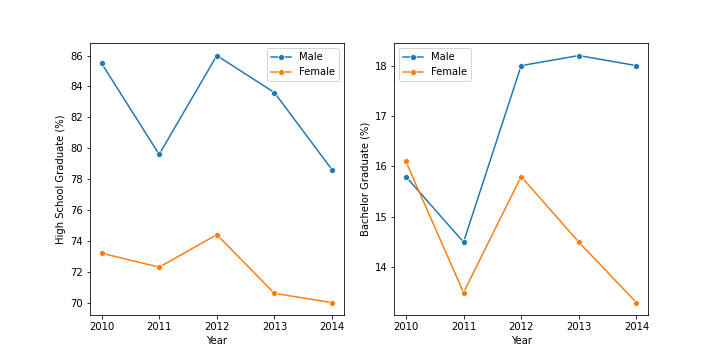 Male
Female
86
84
82
80
78
76
74
72
70
High School Graduate (%)
2010 2011 2012 2013 2014
Year
Male
Female
18
17
16
15
14
Bachelor Graduate (%)
2010 2011 2012 2013 2014
Year